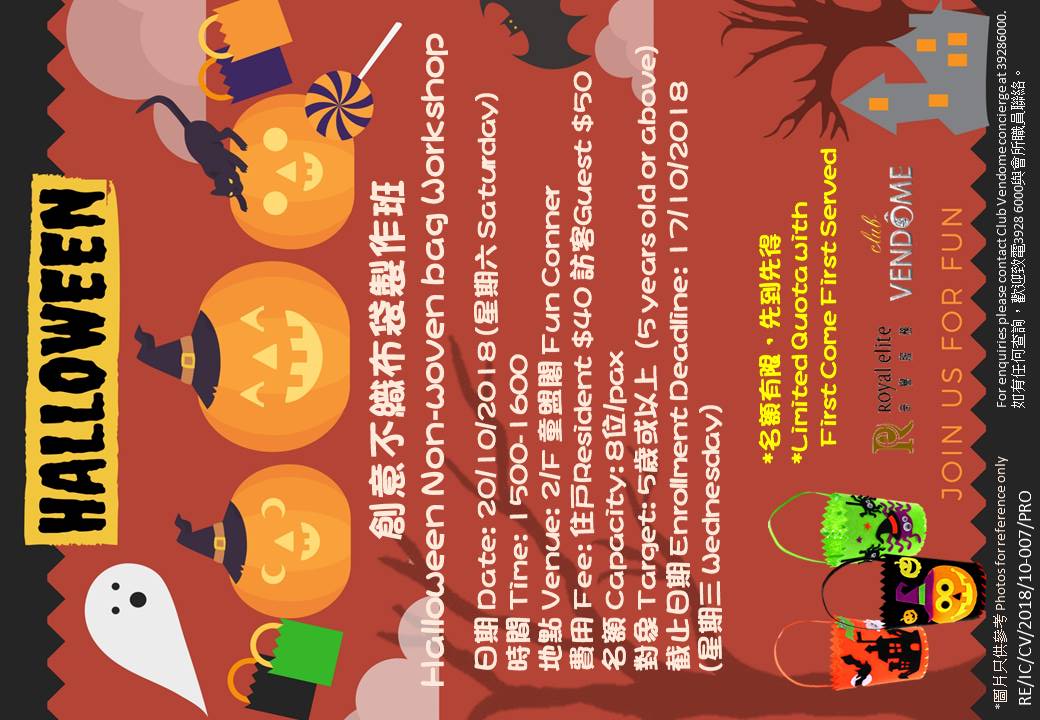 HALLOWEEN
創意不織布袋製作班
Halloween Non-woven bag Workshop
日期 Date: 20/10/2018 (星期六 Saturday)
時間 Time: 1500-1600
地點 Venue: 2/F 童盟閣 Fun Conner
費用 Fee: 住戶Resident $40 訪客Guest $50
名額 Capacity: 8位/pax
對象 Target: 5歲或以上 (5 years old or above)
截止日期 Enrollment Deadline: 17/10/2018
(星期三 Wednesday)
*名額有限，先到先得
*Limited Quota with
First Come First Served
royal elite
帝譽服務
club
VENDÔME
JOIN US FOR FUN
*圖片只供參考 Photos for reference only
RE/IC/CV/2018/10-007/PRO
For enquiries please contact Club Vendome concierge at 39286000.
如有任何查詢，歡迎致電3928 6000與會所職員聯絡。